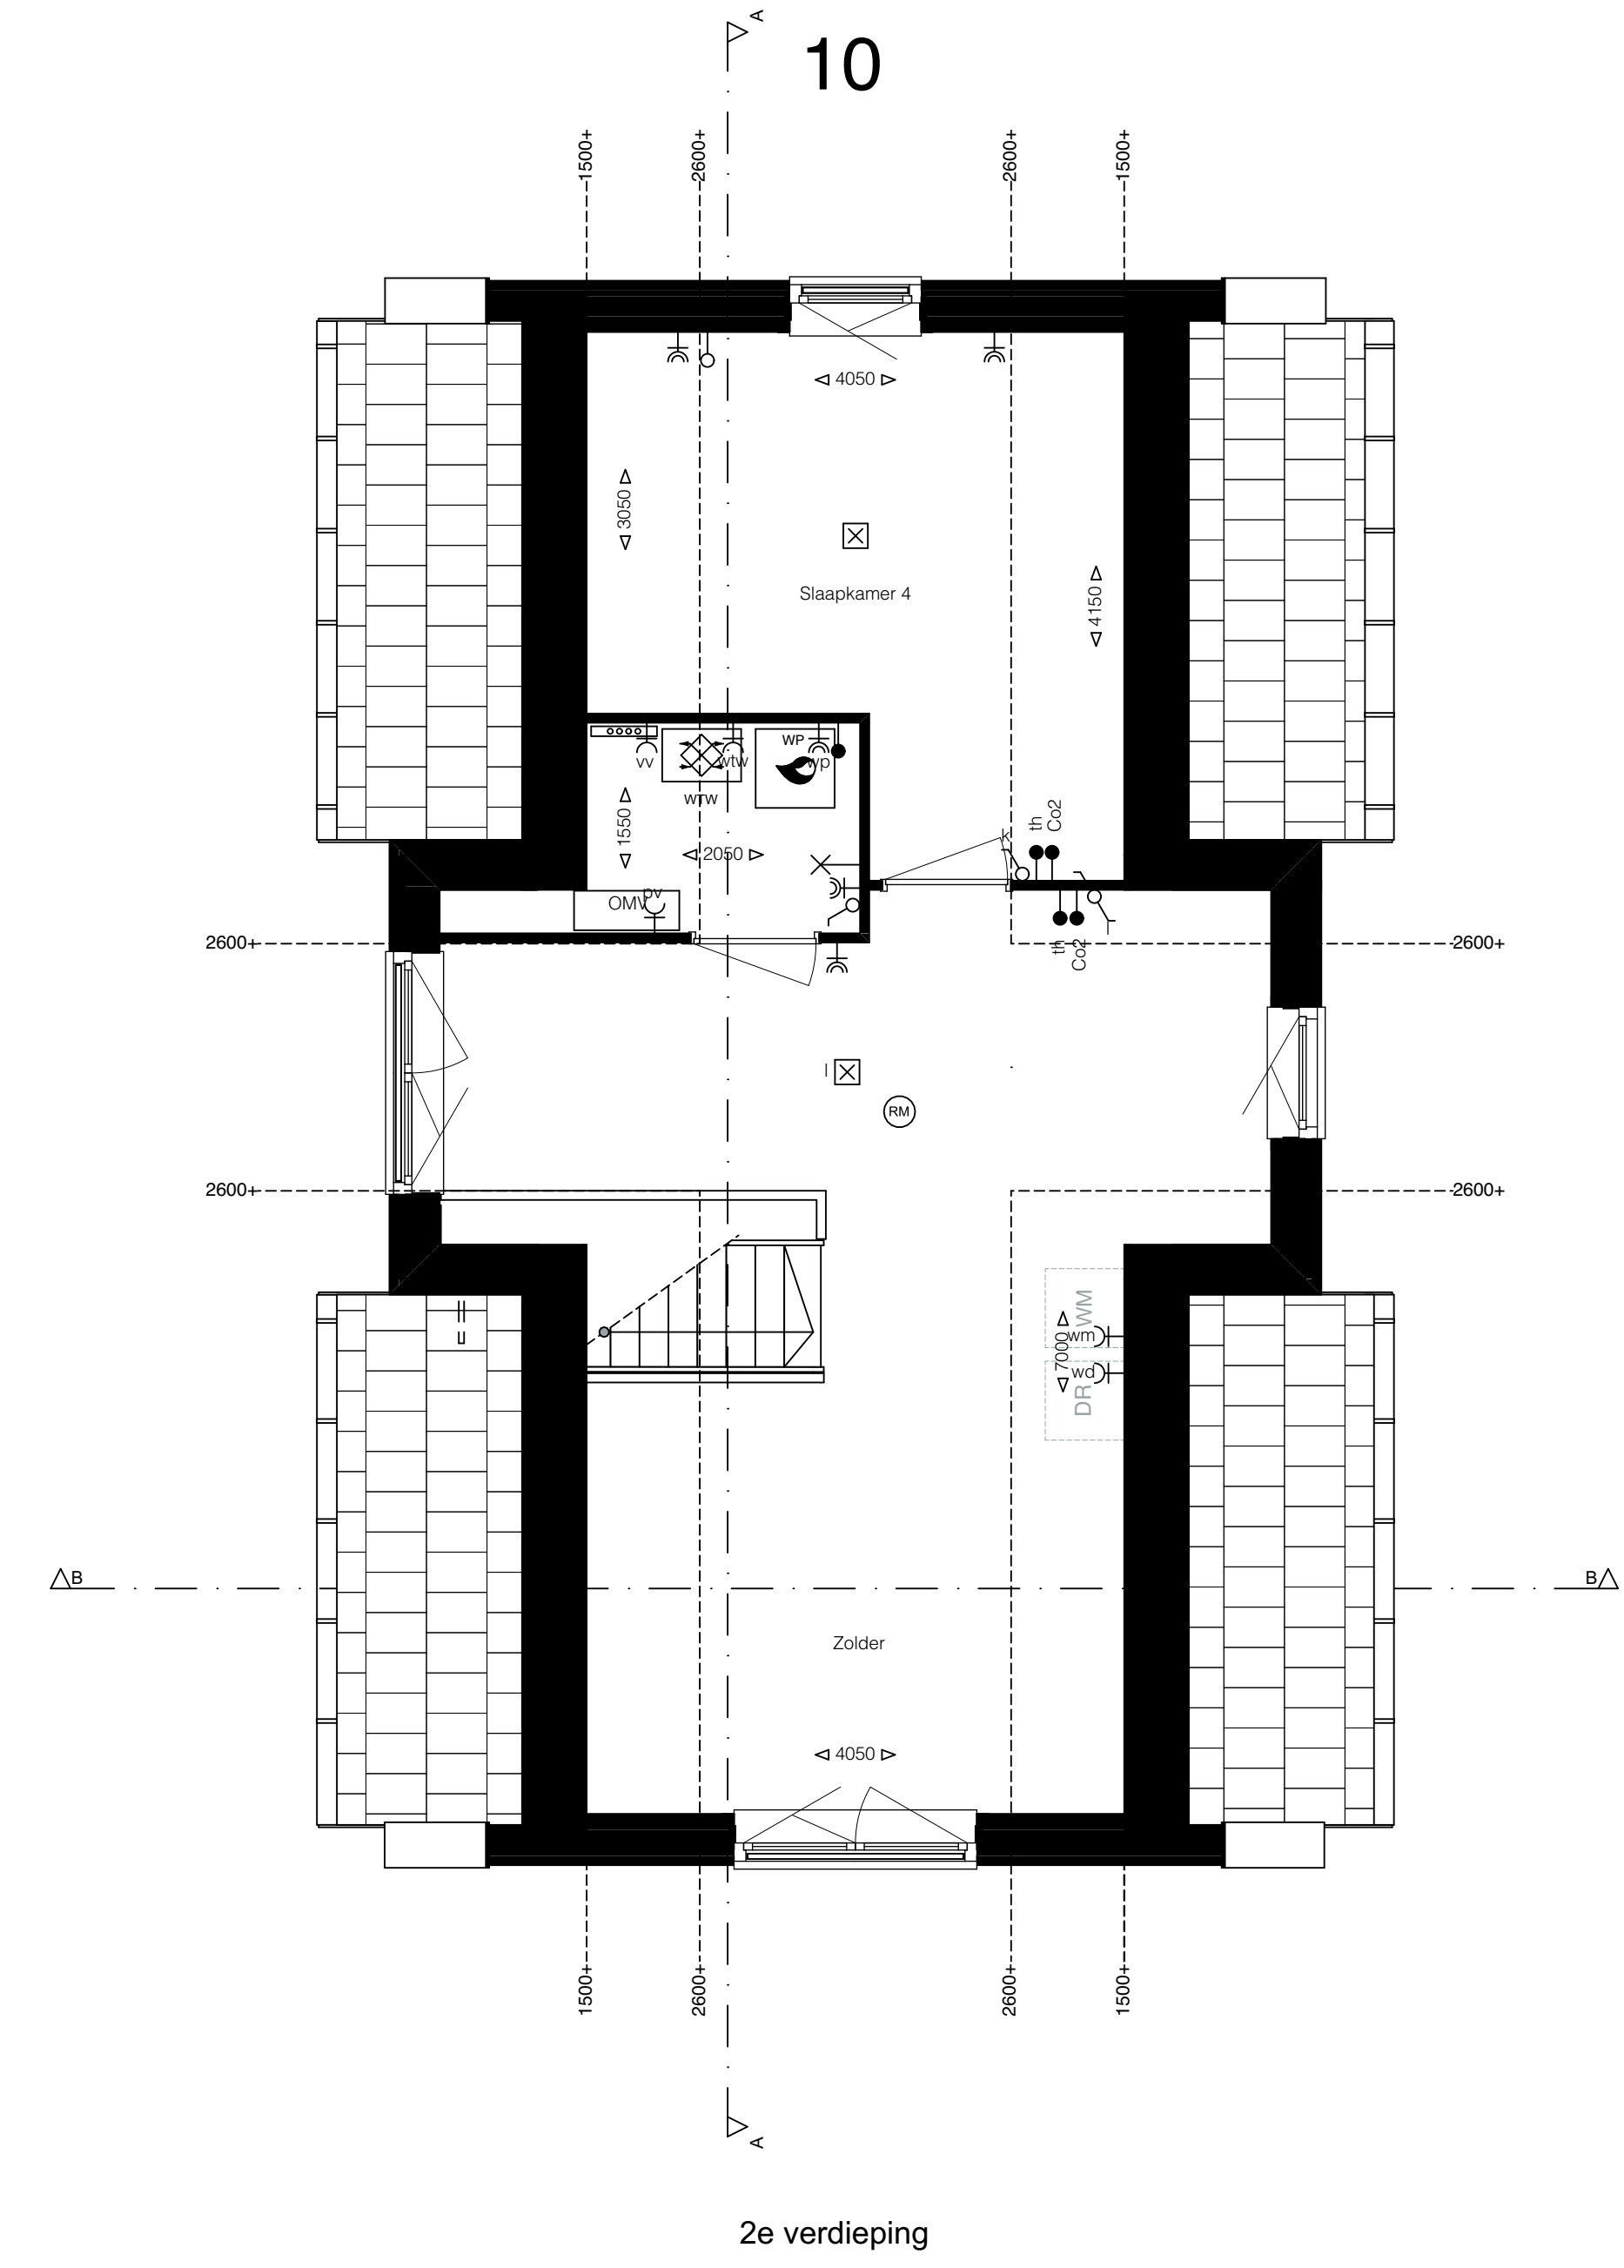 A
10
1500+
2600+
2600+
1500+
4050
3050
Slaapkamer 4
4150
WP
vv
wtw
wp
WTW
1550
2050
k
th
Co2
pv
OMV
l
th
Co2
2600+
2600+
l
RM
2600+
2600+
WM
wm
7000
wd
DR
B
B
Zolder
4050
1500+
2600+
2600+
1500+
A
2e verdieping